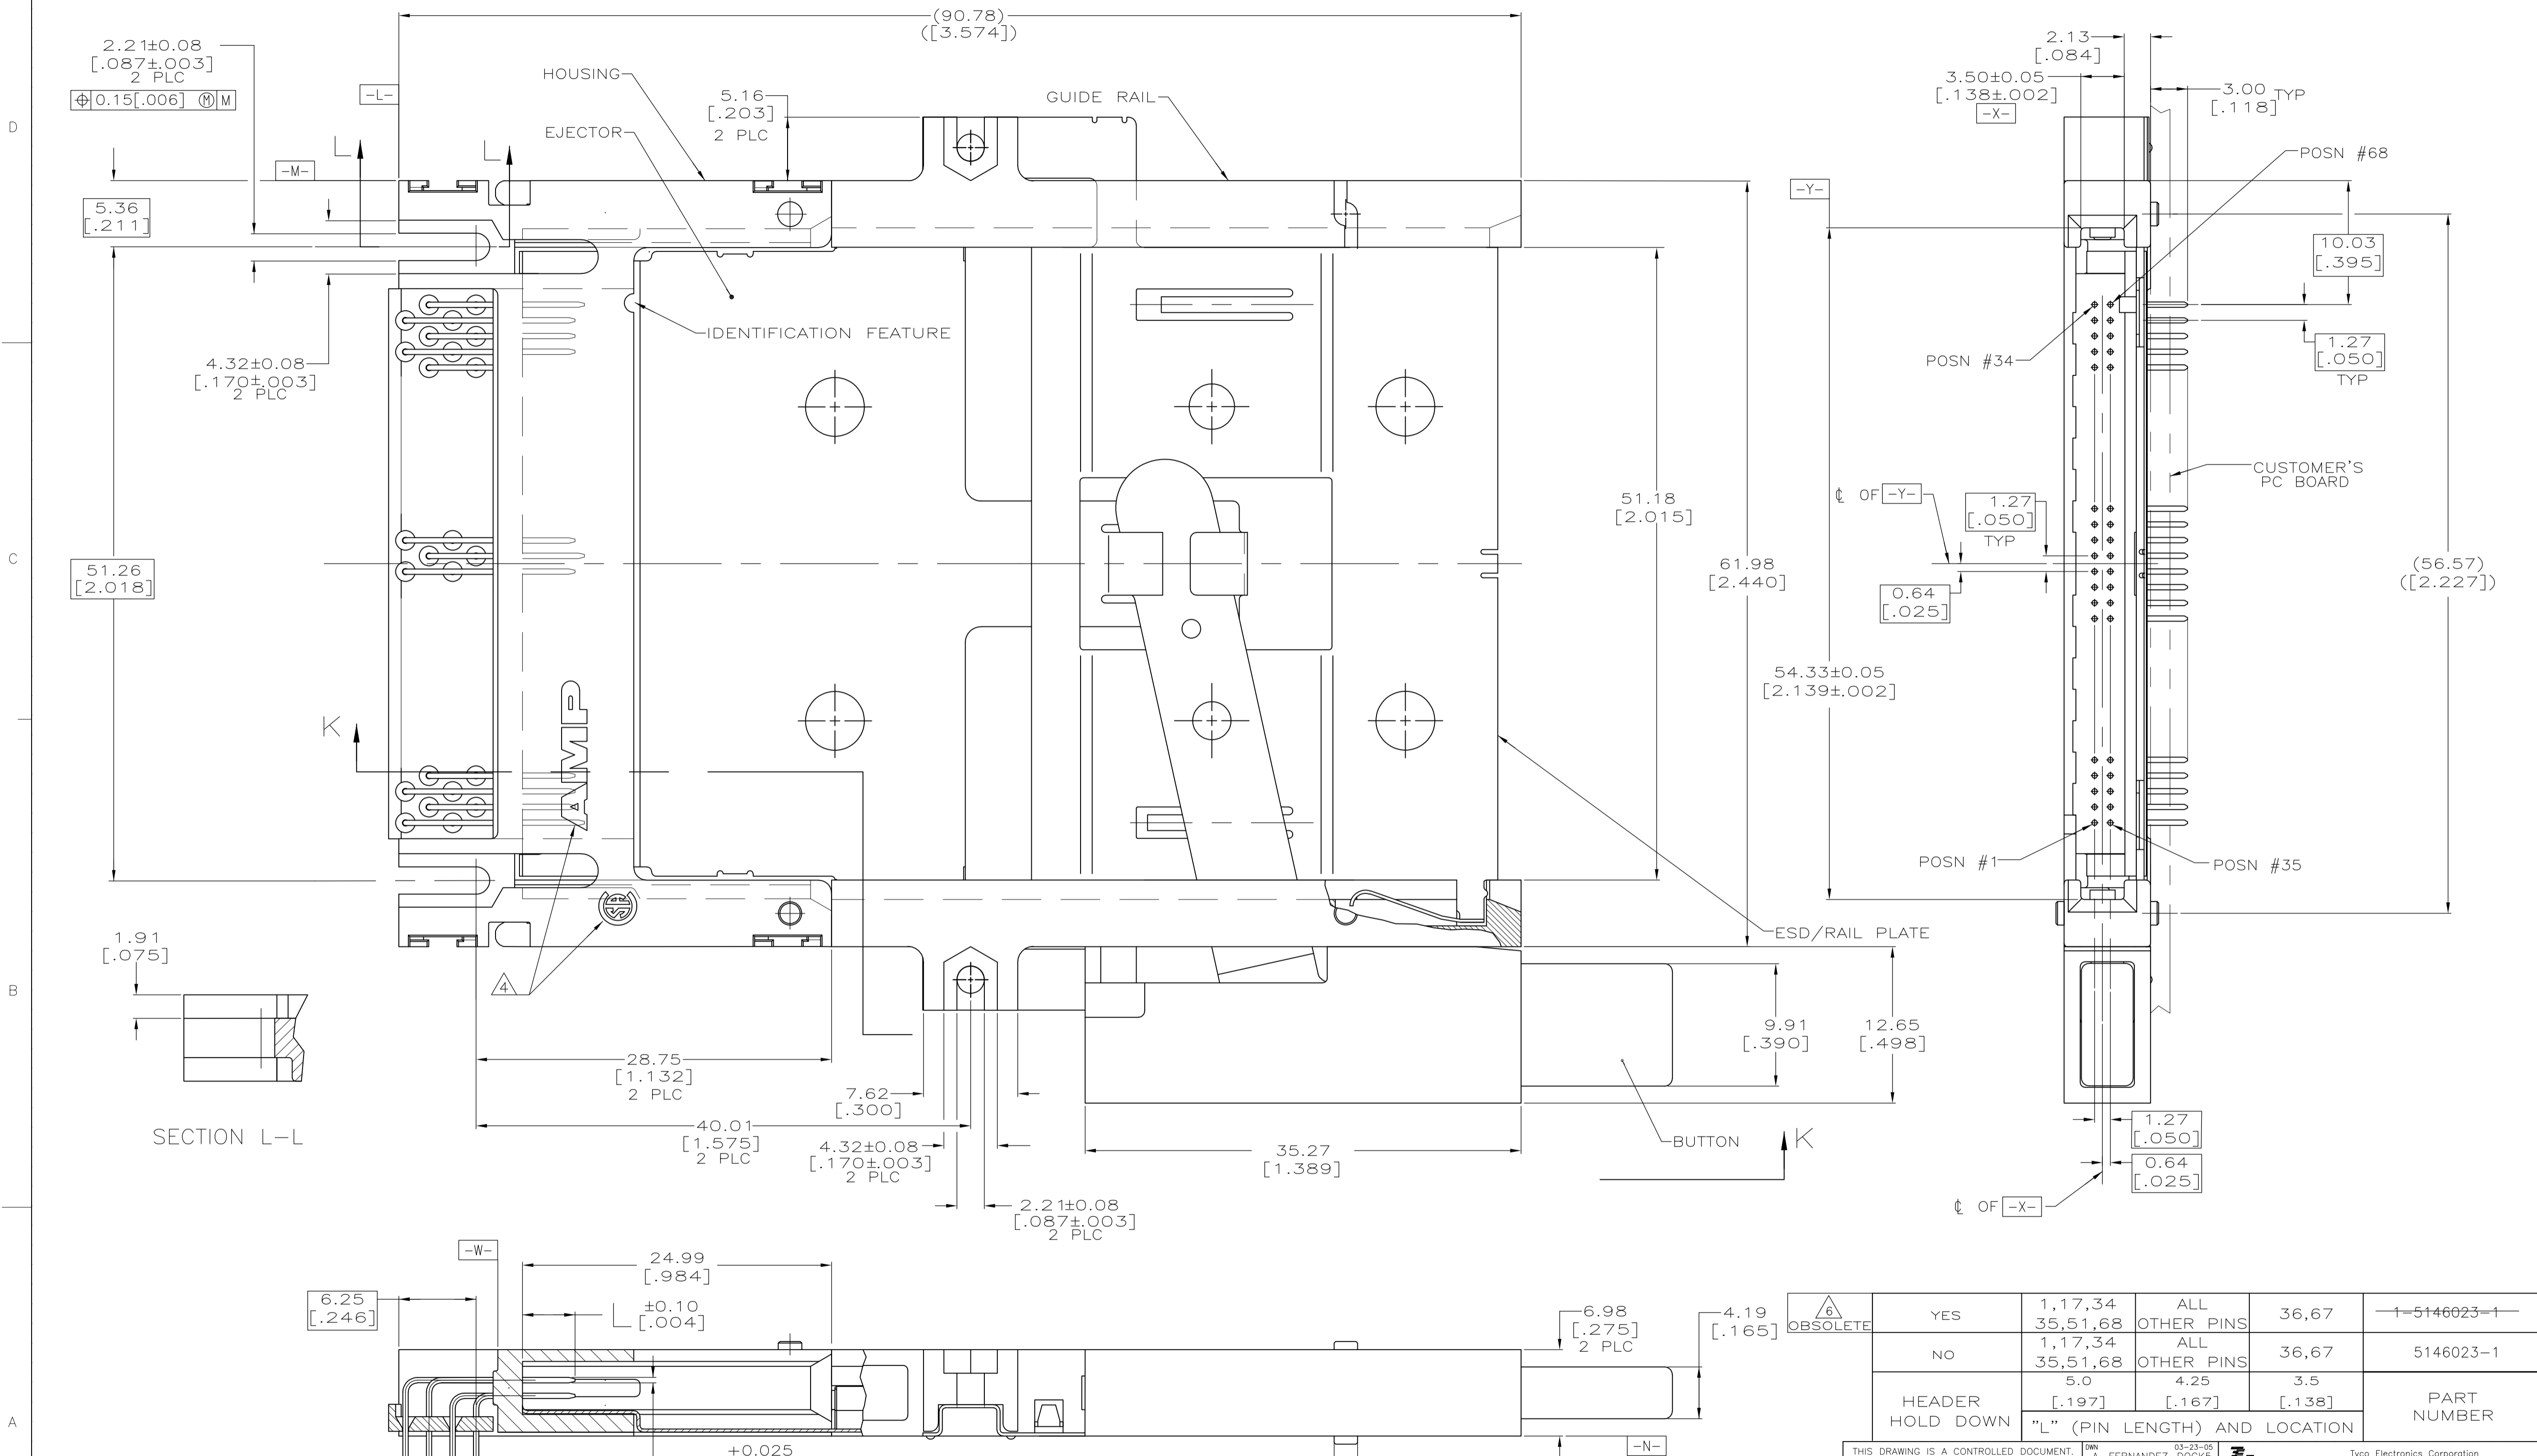 (90.78)
([3.574])
2.21±0.08
[.087±.003]
2 PLC
⌖ 0.15[.006] Ⓜ M
-L-
HOUSING
EJECTOR
5.16
[.203]
2 PLC
GUIDE RAIL
2.13
[.084]
3.50±0.05
[.138±.002]
-X-
3.00 TYP
[.118]
POSN #68
D
L
L
-M-
-Y-
5.36
[.211]
10.03
[.395]
IDENTIFICATION FEATURE
4.32±0.08
[.170±.003]
2 PLC
POSN #34
1.27
[.050]
TYP
CUSTOMER'S
PC BOARD
51.18
[2.015]
℄ OF -Y-
1.27
[.050]
TYP
C
51.26
[2.018]
61.98
[2.440]
0.64
[.025]
(56.57)
([2.227])
54.33±0.05
[2.139±.002]
K
AMP
POSN #1
POSN #35
1.91
[.075]
ESD/RAIL PLATE
4
B
9.91
[.390]
12.65
[.498]
28.75
[1.132]
2 PLC
7.62
[.300]
SECTION L-L
40.01
[1.575]
2 PLC
4.32±0.08
[.170±.003]
2 PLC
35.27
[1.389]
BUTTON
K
1.27
[.050]
0.64
[.025]
2.21±0.08
[.087±.003]
2 PLC
℄ OF -X-
-W-
24.99
[.984]
6.25
[.246]
L ±0.10
[.004]
6.98
[.275]
2 PLC
4.19
[.165]
A
+0.025
-N-
6
OBSOLETE
YES
1,17,34
35,51,68
ALL
OTHER PINS
36,67
1-5146023-1
NO
1,17,34
35,51,68
ALL
OTHER PINS
36,67
5146023-1
HEADER
HOLD DOWN
5.0
[.197]
4.25
[.167]
3.5
[.138]
PART
NUMBER
"L" (PIN LENGTH) AND LOCATION
THIS DRAWING IS A CONTROLLED DOCUMENT.
DWN
03-23-05
Tyco Electronics Corporation